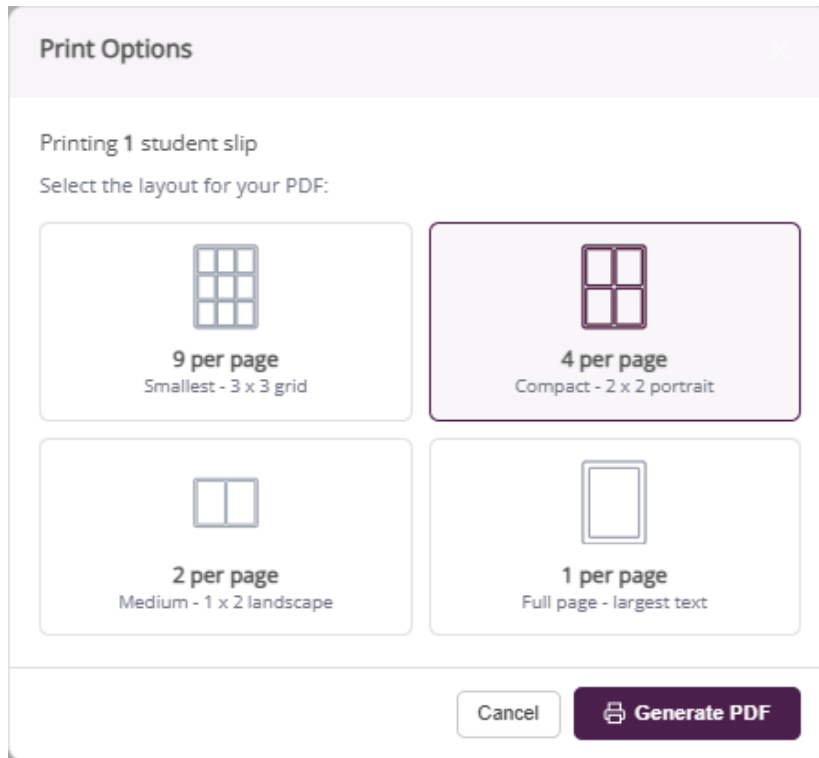 Print Options
Printing 1 student slip
Select the layout for your PDF:
9 per page
Smallest - 3 x 3 grid
4 per page
Compact - 2 x 2 portrait
2 per page
Medium - 1 x 2 landscape
1 per page
Full page - largest text
Cancel
Generate PDF